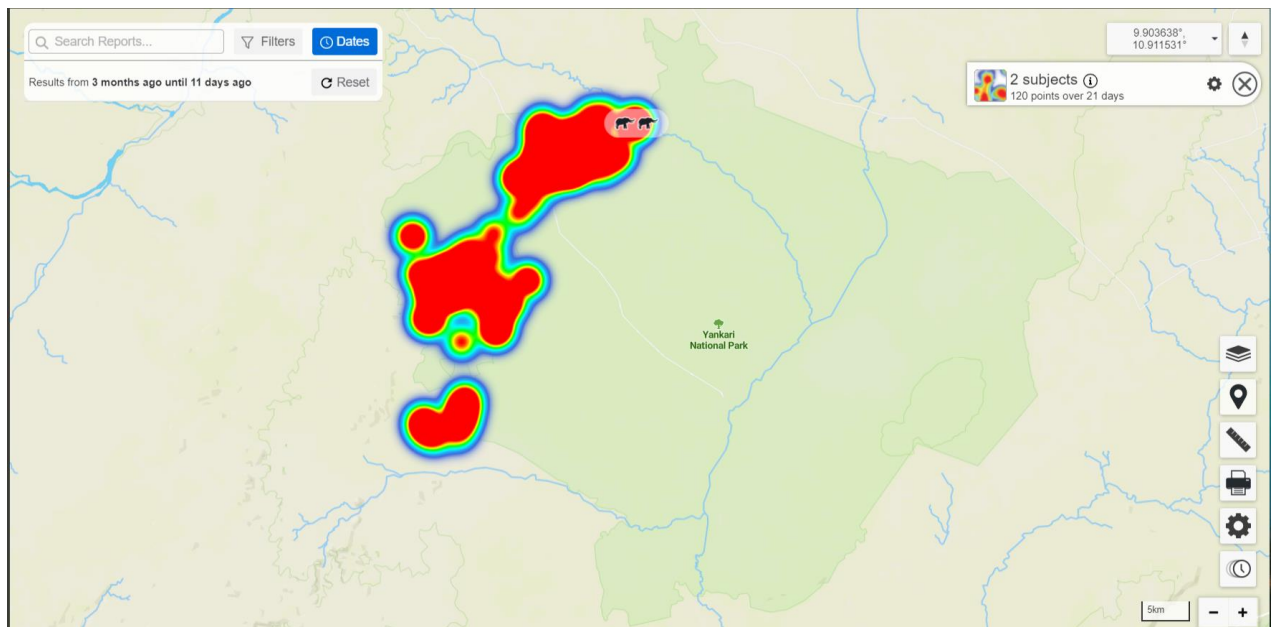 Search Reports...
Filters
Dates
Results from 3 months ago until 11 days ago
Reset
9.903638°,
10.911531°
2 subjects
120 points over 21 days
Yankari
National Park
5km